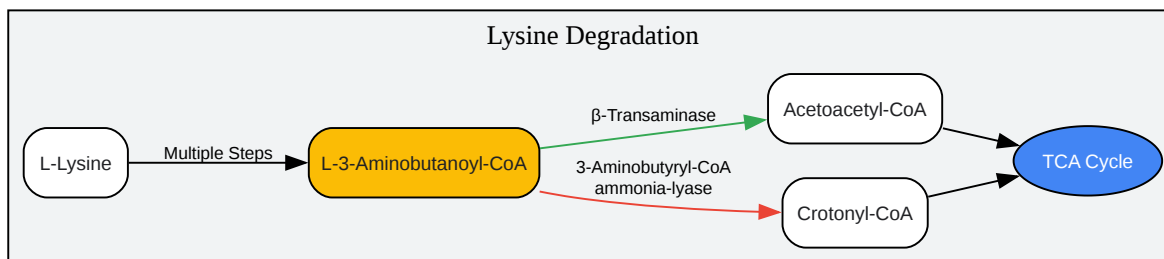 Lysine Degradation
L-Lysine
Multiple Steps
L-3-Aminobutanoyl-CoA
β-Transaminase
3-Aminobutyryl-CoA
ammonia-lyase
Acetoacetyl-CoA
Crotonyl-CoA
TCA Cycle